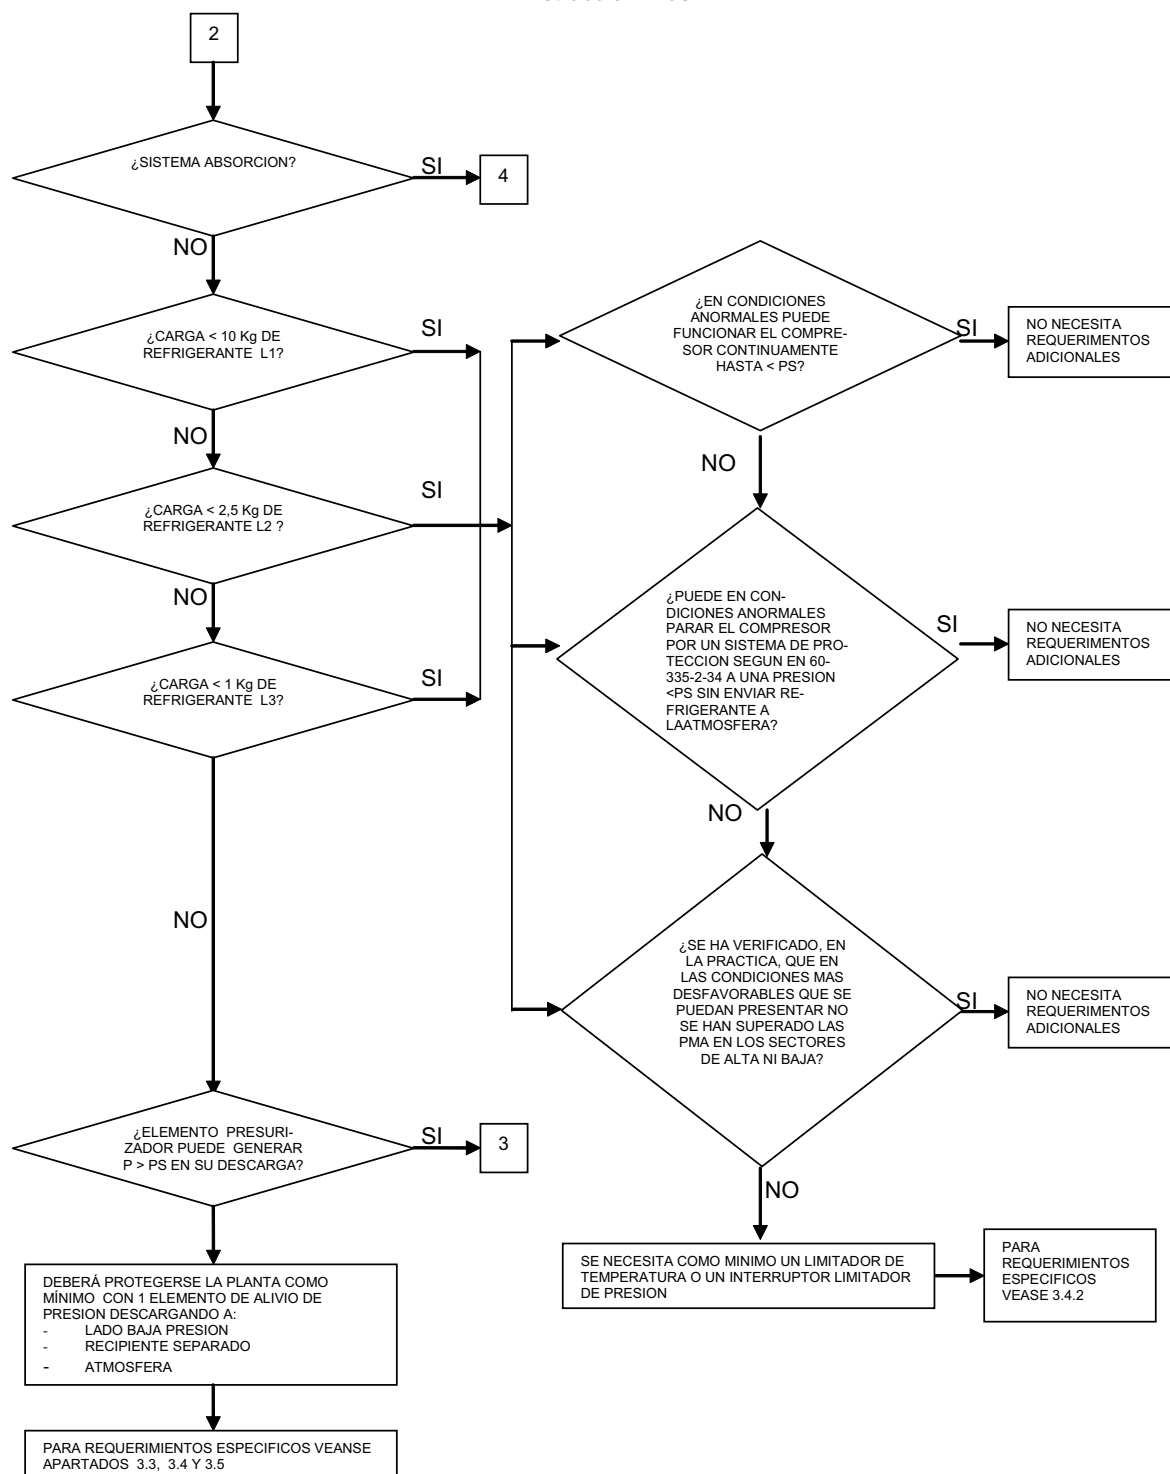 2
¿SISTEMA ABSORCION?
SI
4
NO
¿CARGA < 10 Kg DE
REFRIGERANTE L1?
SI
NO
¿CARGA < 2,5 Kg DE
REFRIGERANTE L2 ?
SI
NO
¿CARGA < 1 Kg DE
REFRIGERANTE L3?
SI
NO
¿ELEMENTO PRESURI-
ZADOR PUEDE GENERAR
P > PS EN SU DESCARGA?
SI
3
DEBERÁ PROTEGERSE LA PLANTA COMO
MÍNIMO CON 1 ELEMENTO DE ALIVIO DE
PRESION DESCARGANDO A:
- LADO BAJA PRESION
- RECIPIENTE SEPARADO
- ATMOSFERA
PARA REQUERIMIENTOS ESPECIFICOS VEANSE
APARTADOS 3.3, 3.4 Y 3.5
¿EN CONDICIONES
ANORMALES PUEDE
FUNCIONAR EL COMPRE-
SOR CONTINUAMENTE
HASTA < PS?
SI
NO NECESITA
REQUERIMENTOS
ADICIONALES
NO
¿PUEDE EN CON-
DICIONES ANORMALES
PARAR EL COMPRESOR
POR UN SISTEMA DE PRO-
TECCION SEGUN EN 60-
335-2-34 A UNA PRESION
<PS SIN ENVIAR RE-
FRIGERANTE A
LAATMOSFERA?
SI
NO NECESITA
REQUERIMENTOS
ADICIONALES
NO
¿SE HA VERIFICADO, EN
LA PRACTICA, QUE EN
LAS CONDICIONES MAS
DESFAVORABLES QUE SE
PUEDAN PRESENTAR NO
SE HAN SUPERADO LAS
PMA EN LOS SECTORES
DE ALTA NI BAJA?
SI
NO NECESITA
REQUERIMENTOS
ADICIONALES
NO
SE NECESITA COMO MINIMO UN LIMITADOR DE
TEMPERATURA O UN INTERRUPTOR LIMITADOR
DE PRESION
PARA
REQUERIMIENTOS
ESPECIFICOS
VEASE 3.4.2